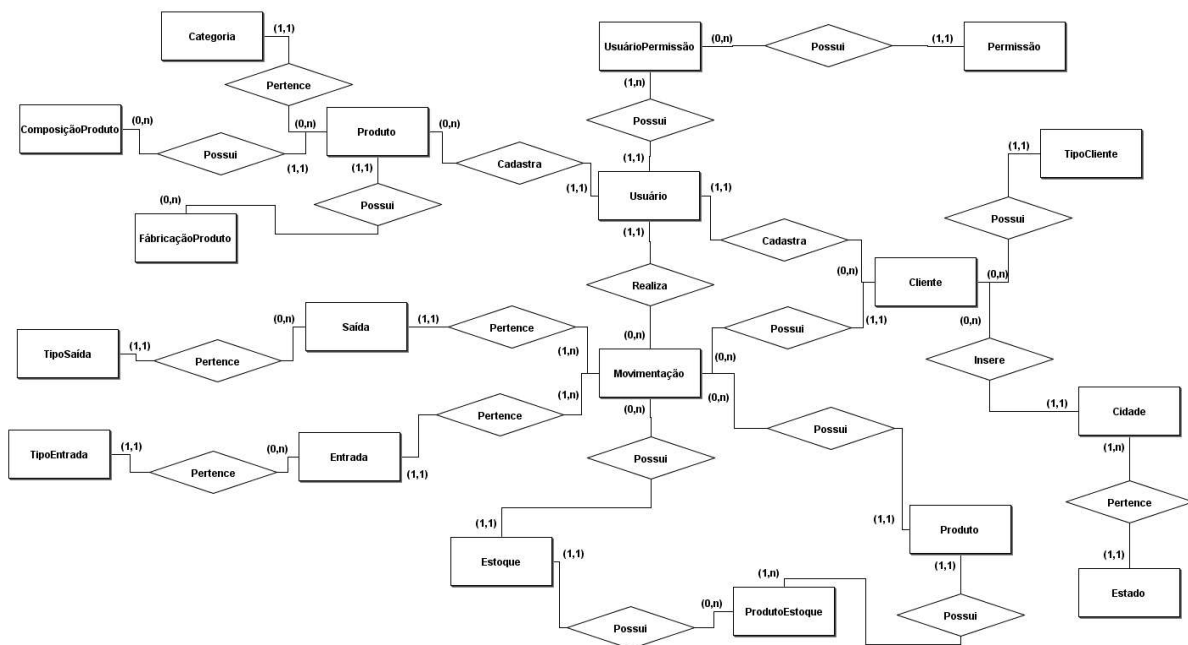 Categoria
(1,1)
Pertence
ComposiçãoProduto
(0,n)
Possui
(1,1)
(0,n)
Produto
(0,n)
(1,1)
Possui
(0,n)
FábricaçãoProduto
Cadastra
(1,1)
UsuárioPermissão
(0,n)
Possui
(1,1)
Permissão
(1,n)
Possui
(1,1)
Usuário
(1,1)
(1,1)
Cadastra
(0,n)
Cliente
(0,n)
(1,1)
TipoCliente
Possui
Realiza
(0,n)
Possui
(1,1)
(0,n)
(0,n)
Insere
(1,1)
Cidade
(1,n)
Pertence
(1,1)
Estado
TipoSaída
(1,1)
Pertence
(0,n)
Saída
(1,1)
Pertence
(1,n)
Movimentação
(1,n)
(0,n)
(0,n)
TipoEntrada
(1,1)
Pertence
(0,n)
Entrada
(1,1)
Pertence
Possui
(1,1)
Estoque
(1,1)
Possui
(0,n)
ProdutoEstoque
(1,n)
Possui
(1,1)
Produto
(1,1)
Possui